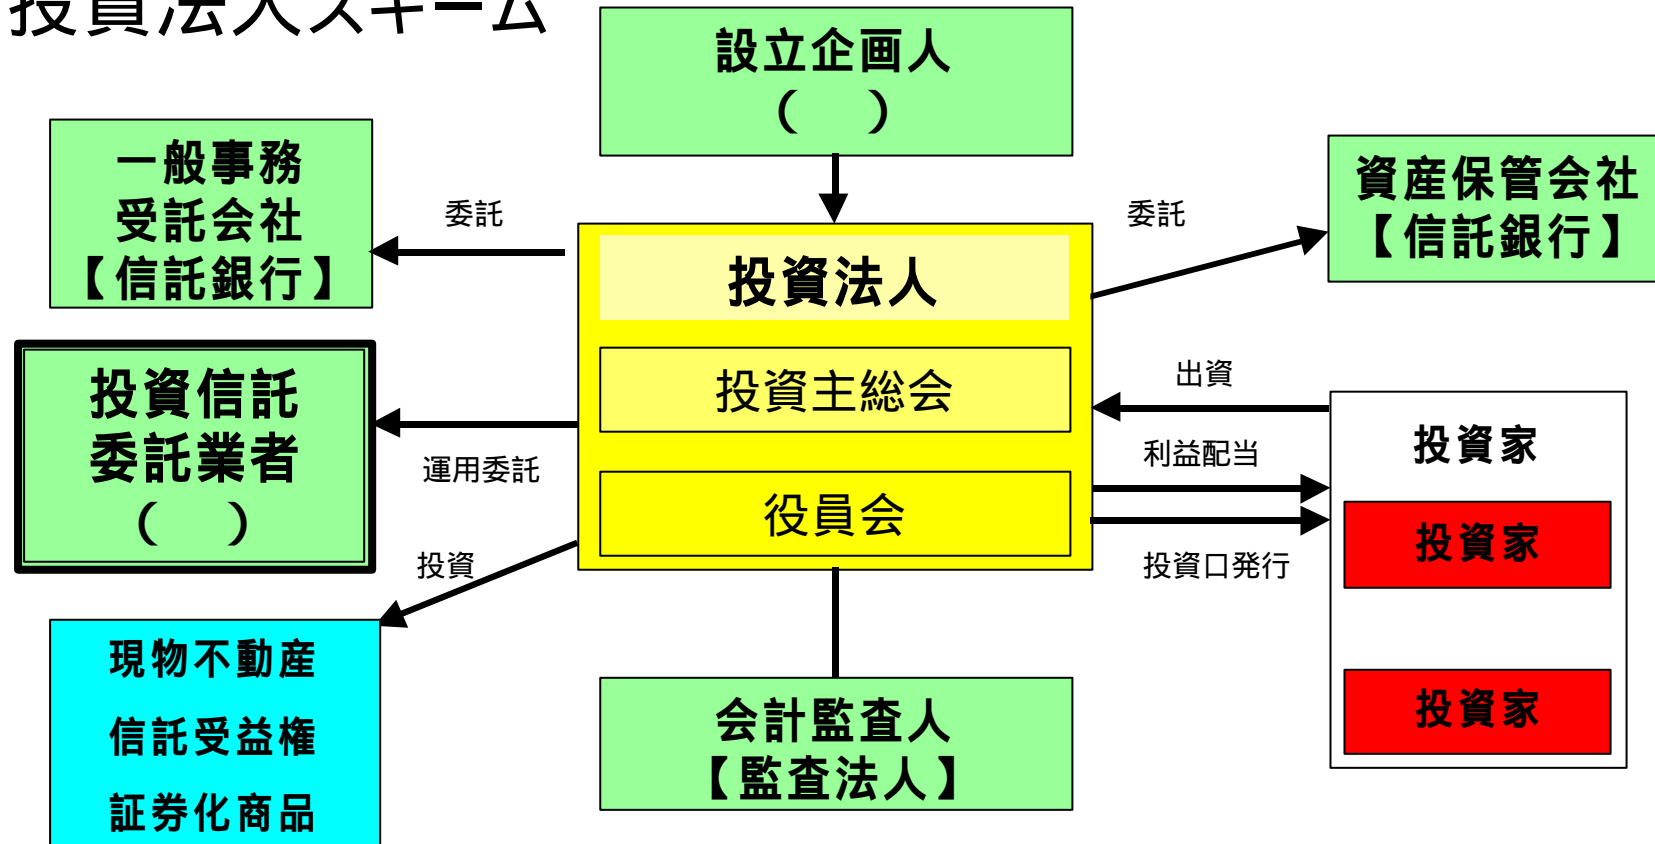 投資法人スキーム
設立企画人
（　）
一般事務
受託会社
【信託銀行】
委託
委託
資産保管会社
【信託銀行】
投資法人
投資主総会
役員会
投資信託
委託業者
（　）
運用委託
出資
利益配当
投資口発行
投資家
投資家
投資家
投資
現物不動産
信託受益権
証券化商品
会計監査人
【監査法人】